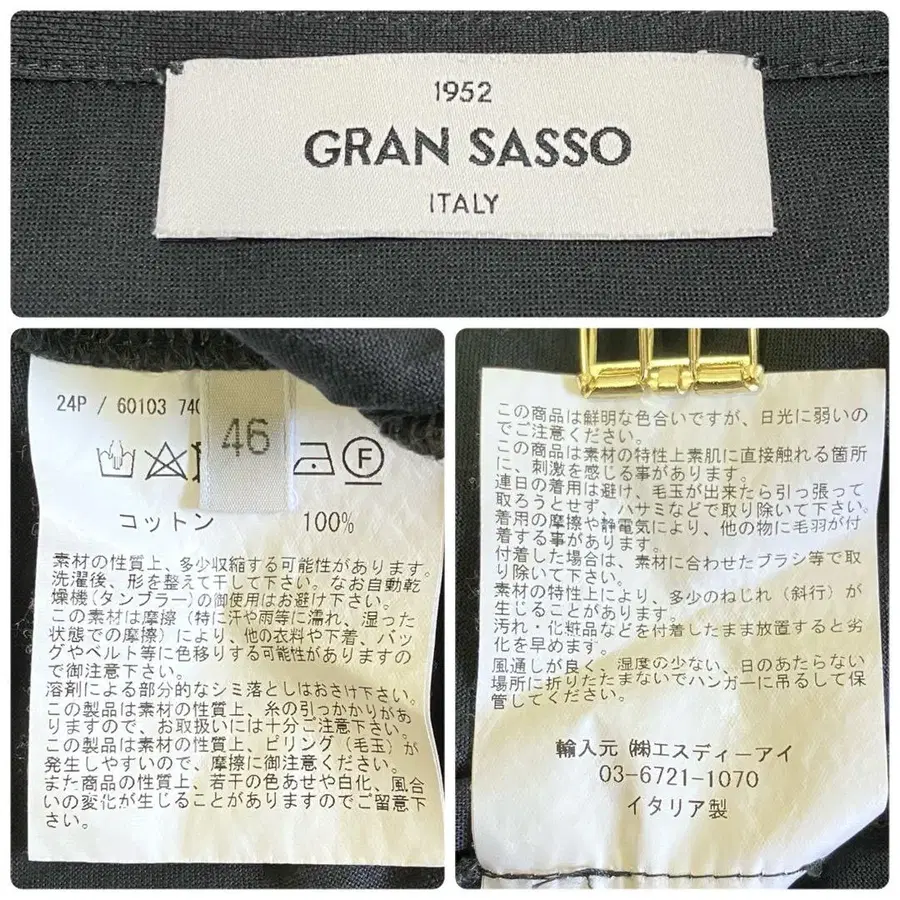 1952
GRAN SASSO
ITALY
24P / 60103 740
46
F
コットン 100%
素材の性質上、多少収縮する可能性があります。
洗濯後、形を整えて干して下さい。なお自動乾
燥機(タンブラー)の御使用はお避け下さい。
この素材は摩擦(特に汗や雨等に濡れ、湿った
状態での摩擦)により、他の衣料や下着、バッ
グやベルト等に色移りする可能性がありますの
で御注意下さい。
溶剤による部分的なシミ落としはおさけ下さい。
この製品は素材の性質上、糸の引っかかりがあ
りますので、お取扱いには十分ご注意下さい。
この製品は素材の性質上、ピリング(毛玉)が
発生しやすいので、摩擦に御注意ください。
また商品の性質上、若干の色あせや白化、風合
いの変化が生じることがありますのでご留意下
さい。
この商品は鮮明な色合いですが、日光に弱いの
でご注意ください。
この商品は素材の特性上素肌に直接触れる箇所
に、刺激を感じる事があります。
連日の着用は避け、毛玉が出来たら引っ張って
取ろうとせず、ハサミなどで取り除いて下さい。
着用の摩擦や静電気により、他の物に毛羽が付
着する事があります。
付着した場合は、素材に合わせたブラシ等で取
り除いて下さい。
素材の特性により、多少のねじれ(斜行)が
生じることがあります。
汚れ・化粧品などを付着したまま放置すると劣
化を早めます。
風通しが良く、湿度の少ない、日のあたらない
場所に折りたたまないでハンガーに吊るして保
管してください。
輸入元 ㈱エスディーアイ
03-6721-1070
イタリア製